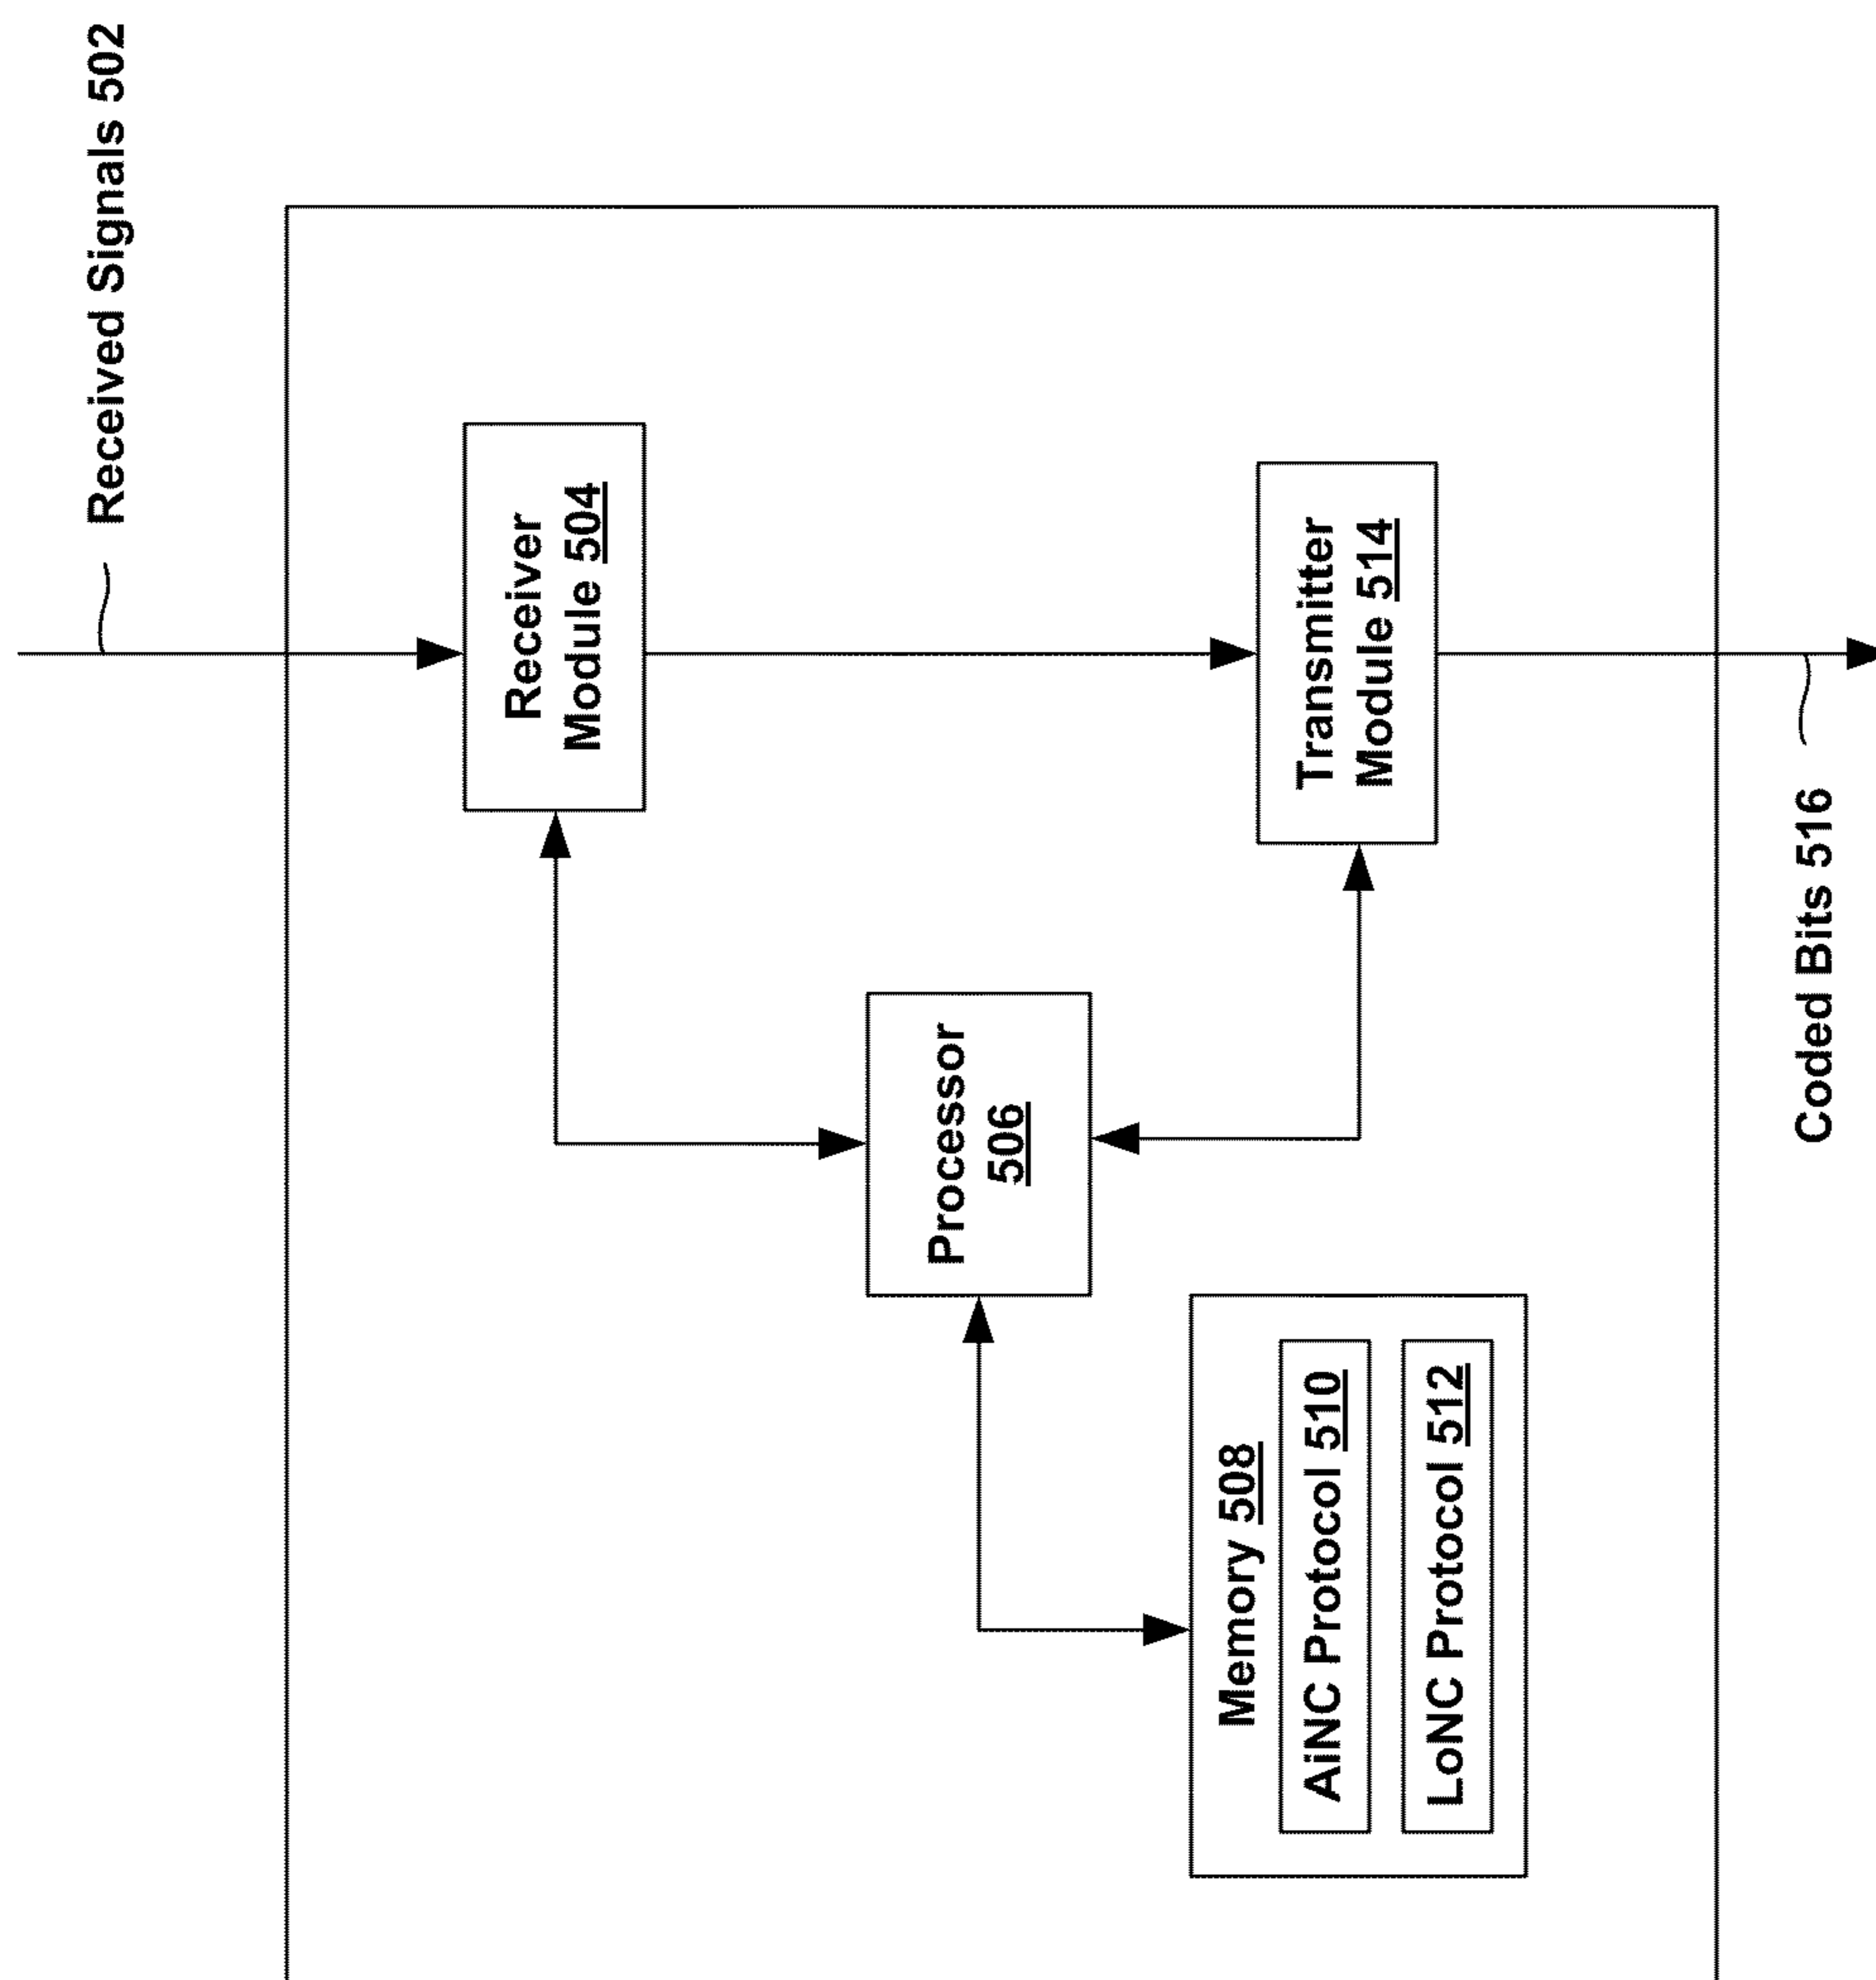 Received Signals 502
Receiver
Module 504
Processor
506
Transmitter
Module 514
Memory 508
AiNC Protocol 510
LoNC Protocol 512
Coded Bits 516